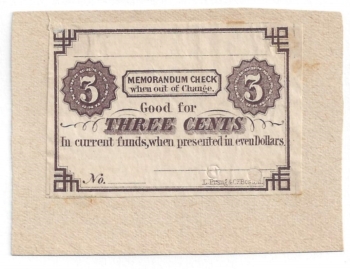 3 MEMORANDUM CHECK 3
when out of Change.
Good for
THREE CENTS
In current funds, when presented in even Dollars.
No.